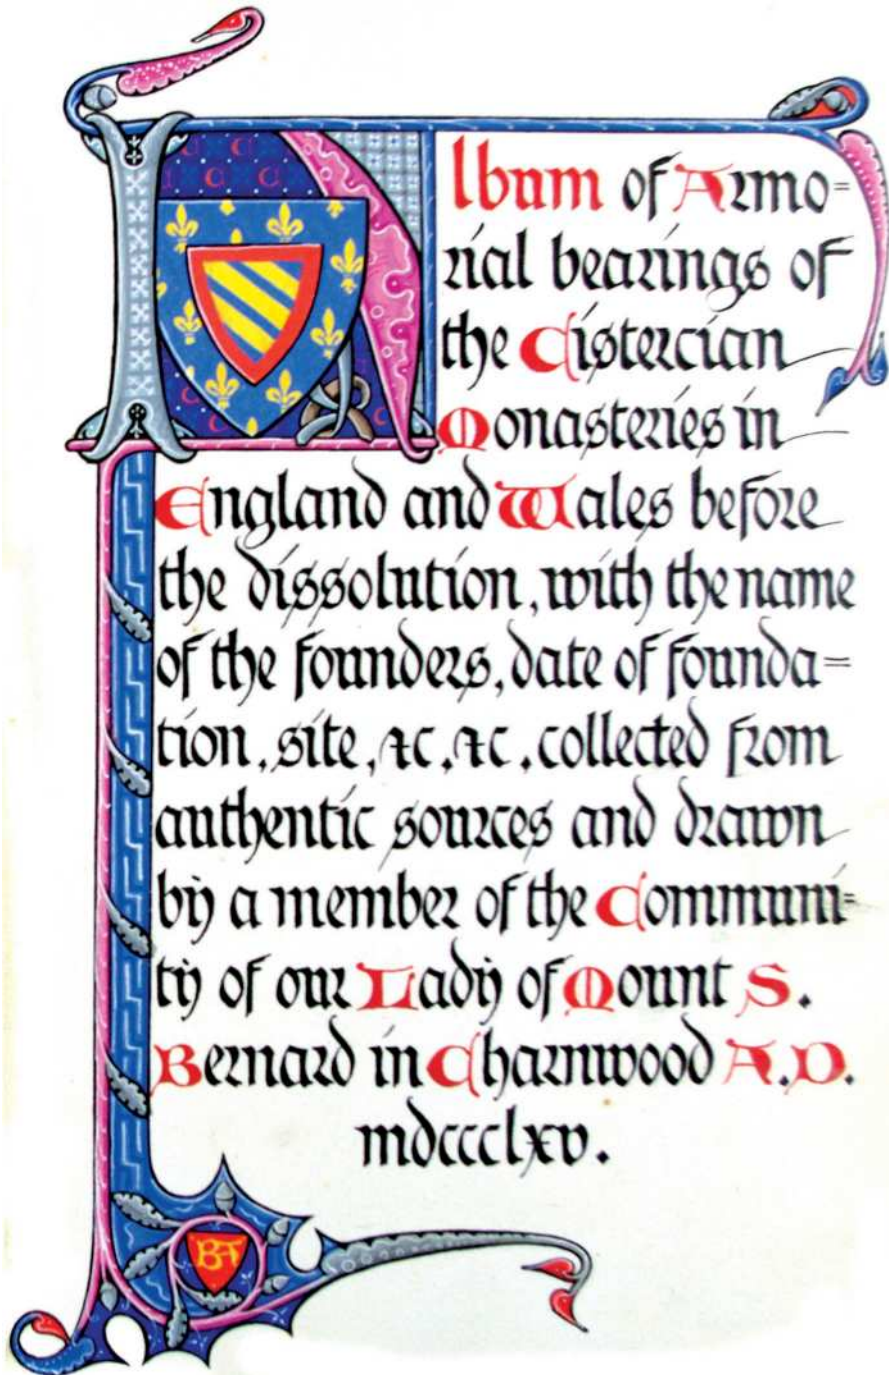 Album of Armo=
rial bearings of
the Cistercian
Monasteries in
England and Wales before
the dissolution, with the name
of the founders, date of founda=
tion, site, &c, &c, collected from
authentic sources and drawn
by a member of the Communi=
ty of our Lady of Mount S.
Bernard in Charnwood A.D.
mdccclxv.
BA